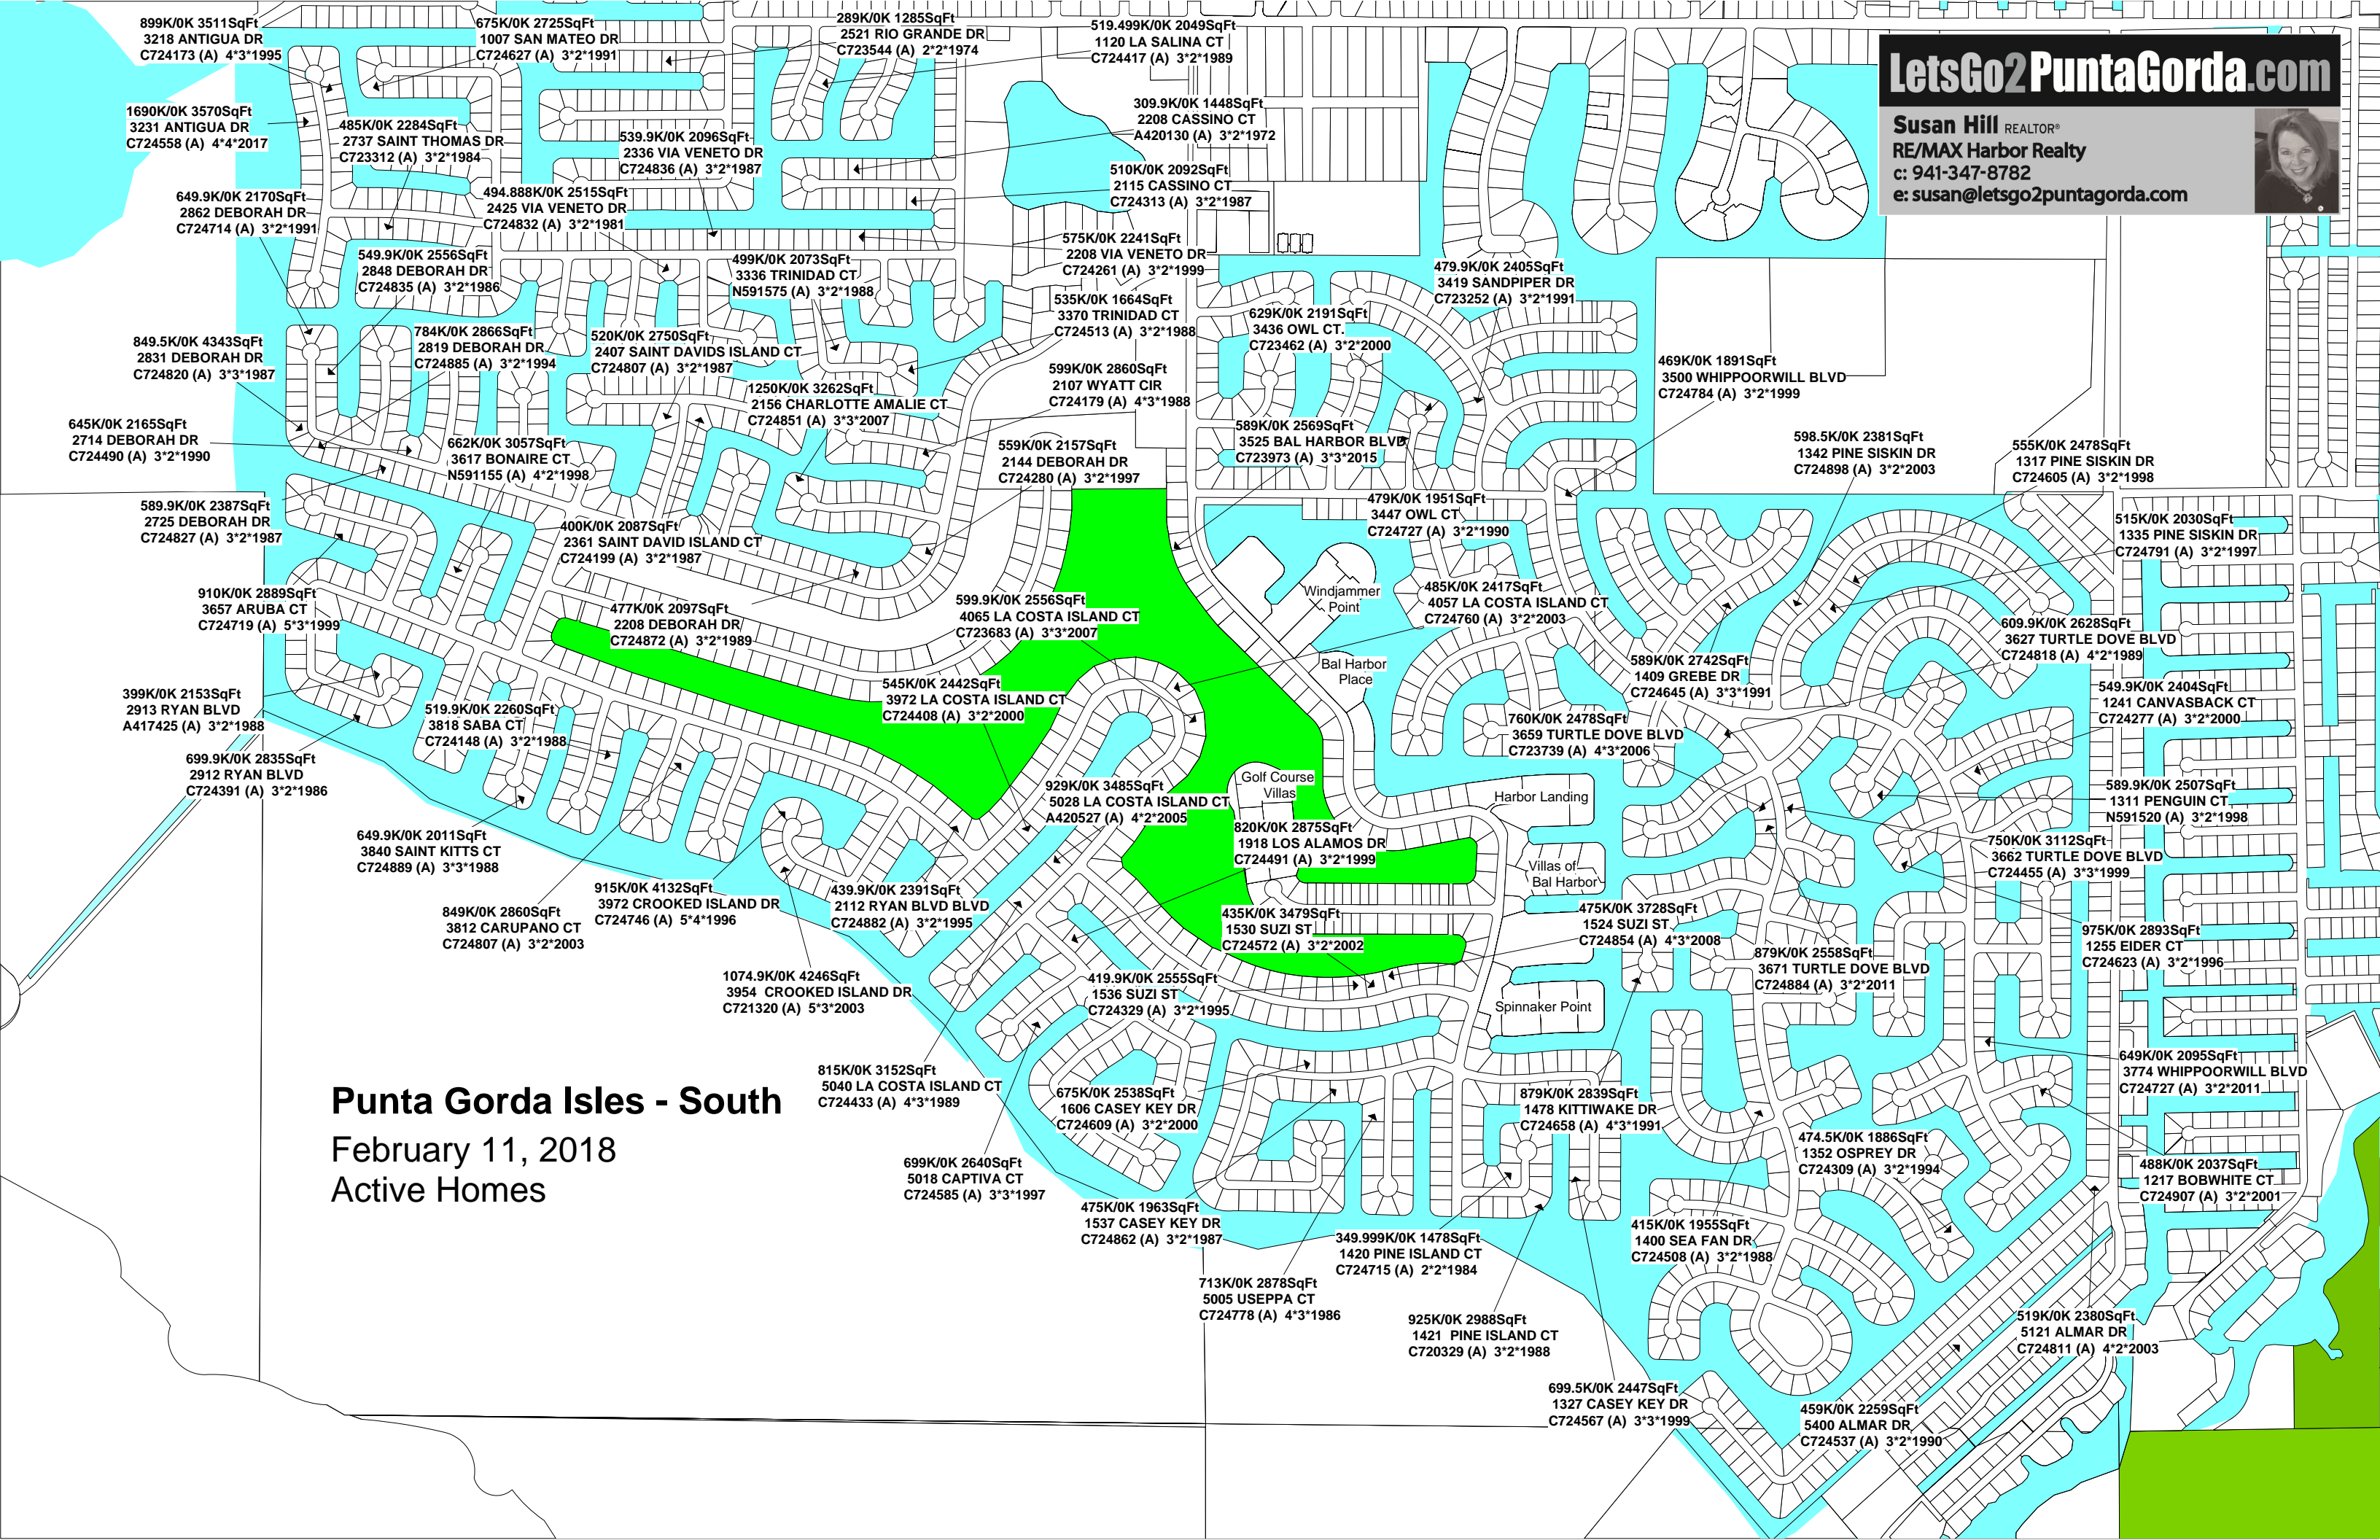 899K/0K 3511SqFt
3218 ANTIGUA DR
C724173 (A) 4*3*1995
675K/0K 2725SqFt
1007 SAN MATEO DR
C724627 (A) 3*2*1991
289K/0K 1285SqFt
2521 RIO GRANDE DR
C723544 (A) 2*2*1974
519.499K/0K 2049SqFt
1120 LA SALINA CT
C724417 (A) 3*2*1989
LetsGo2PuntaGorda.com
Susan Hill REALTOR®
RE/MAX Harbor Realty
c: 941-347-8782
e: susan@letsgo2puntagorda.com
1690K/0K 3570SqFt
3231 ANTIGUA DR
C724558 (A) 4*4*2017
485K/0K 2284SqFt
2737 SAINT THOMAS DR
C723312 (A) 3*2*1984
539.9K/0K 2096SqFt
2336 VIA VENETO DR
C724836 (A) 3*2*1987
309.9K/0K 1448SqFt
2208 CASSINO CT
A420130 (A) 3*2*1972
510K/0K 2092SqFt
2115 CASSINO CT
C724313 (A) 3*2*1987
649.9K/0K 2170SqFt
2862 DEBORAH DR
C724714 (A) 3*2*1991
494.888K/0K 2515SqFt
2425 VIA VENETO DR
C724832 (A) 3*2*1981
575K/0K 2241SqFt
2208 VIA VENETO DR
C724261 (A) 3*2*1999
549.9K/0K 2556SqFt
2848 DEBORAH DR
C724835 (A) 3*2*1986
499K/0K 2073SqFt
3336 TRINIDAD CT
N591575 (A) 3*2*1988
479.9K/0K 2405SqFt
3419 SANDPIPER DR
C723252 (A) 3*2*1991
535K/0K 1664SqFt
3370 TRINIDAD CT
C724513 (A) 3*2*1988
629K/0K 2191SqFt
3436 OWL CT.
C723462 (A) 3*2*2000
849.5K/0K 4343SqFt
2831 DEBORAH DR
C724820 (A) 3*3*1987
784K/0K 2866SqFt
2819 DEBORAH DR
C724885 (A) 3*2*1994
520K/0K 2750SqFt
2407 SAINT DAVIDS ISLAND CT
C724807 (A) 3*2*1987
469K/0K 1891SqFt
3500 WHIPPOORWILL BLVD
C724784 (A) 3*2*1999
599K/0K 2860SqFt
2107 WYATT CIR
C724179 (A) 4*3*1988
1250K/0K 3262SqFt
2156 CHARLOTTE AMALIE CT
C724851 (A) 3*3*2007
645K/0K 2165SqFt
2714 DEBORAH DR
C724490 (A) 3*2*1990
662K/0K 3057SqFt
3617 BONAIRE CT
N591155 (A) 4*2*1998
559K/0K 2157SqFt
2144 DEBORAH DR
C724280 (A) 3*2*1997
589K/0K 2569SqFt
3525 BAL HARBOR BLVD
C723973 (A) 3*3*2015
598.5K/0K 2381SqFt
1342 PINE SISKIN DR
C724898 (A) 3*2*2003
555K/0K 2478SqFt
1317 PINE SISKIN DR
C724605 (A) 3*2*1998
589.9K/0K 2387SqFt
2725 DEBORAH DR
C724827 (A) 3*2*1987
400K/0K 2087SqFt
2361 SAINT DAVID ISLAND CT
C724199 (A) 3*2*1987
479K/0K 1951SqFt
3447 OWL CT
C724727 (A) 3*2*1990
515K/0K 2030SqFt
1335 PINE SISKIN DR
C724791 (A) 3*2*1997
910K/0K 2889SqFt
3657 ARUBA CT
C724719 (A) 5*3*1999
477K/0K 2097SqFt
2208 DEBORAH DR
C724872 (A) 3*2*1989
599.9K/0K 2556SqFt
4065 LA COSTA ISLAND CT
C723683 (A) 3*3*2007
Windjammer
Point
485K/0K 2417SqFt
4057 LA COSTA ISLAND CT
C724760 (A) 3*2*2003
609.9K/0K 2628SqFt
3627 TURTLE DOVE BLVD
C724818 (A) 4*2*1989
Bal Harbor
Place
589K/0K 2742SqFt
1409 GREBE DR
C724645 (A) 3*3*1991
399K/0K 2153SqFt
2913 RYAN BLVD
A417425 (A) 3*2*1988
519.9K/0K 2260SqFt
3818 SABA CT
C724148 (A) 3*2*1988
545K/0K 2442SqFt
3972 LA COSTA ISLAND CT
C724408 (A) 3*2*2000
760K/0K 2478SqFt
3659 TURTLE DOVE BLVD
C723739 (A) 4*3*2006
549.9K/0K 2404SqFt
1241 CANVASBACK CT
C724277 (A) 3*2*2000
699.9K/0K 2835SqFt
2912 RYAN BLVD
C724391 (A) 3*2*1986
929K/0K 3485SqFt
5028 LA COSTA ISLAND CT
A420527 (A) 4*2*2005
Golf Course
Villas
Harbor Landing
589.9K/0K 2507SqFt
1311 PENGUIN CT
N591520 (A) 3*2*1998
649.9K/0K 2011SqFt
3840 SAINT KITTS CT
C724889 (A) 3*3*1988
820K/0K 2875SqFt
1918 LOS ALAMOS DR
C724491 (A) 3*2*1999
Villas of
Bal Harbor
750K/0K 3112SqFt
3662 TURTLE DOVE BLVD
C724455 (A) 3*3*1999
915K/0K 4132SqFt
3972 CROOKED ISLAND DR
C724746 (A) 5*4*1996
439.9K/0K 2391SqFt
2112 RYAN BLVD BLVD
C724882 (A) 3*2*1995
849K/0K 2860SqFt
3812 CARUPANO CT
C724807 (A) 3*2*2003
435K/0K 3479SqFt
1530 SUZI ST
C724572 (A) 3*2*2002
475K/0K 3728SqFt
1524 SUZI ST
C724854 (A) 4*3*2008
879K/0K 2558SqFt
3671 TURTLE DOVE BLVD
C724884 (A) 3*2*2011
975K/0K 2893SqFt
1255 EIDER CT
C724623 (A) 3*2*1996
1074.9K/0K 4246SqFt
3954 CROOKED ISLAND DR
C721320 (A) 5*3*2003
419.9K/0K 2555SqFt
1536 SUZI ST
C724329 (A) 3*2*1995
Spinnaker Point
815K/0K 3152SqFt
5040 LA COSTA ISLAND CT
C724433 (A) 4*3*1989
649K/0K 2095SqFt
3774 WHIPPOORWILL BLVD
C724727 (A) 3*2*2011
Punta Gorda Isles - South
February 11, 2018
Active Homes
675K/0K 2538SqFt
1606 CASEY KEY DR
C724609 (A) 3*2*2000
879K/0K 2839SqFt
1478 KITTIWAKE DR
C724658 (A) 4*3*1991
474.5K/0K 1886SqFt
1352 OSPREY DR
C724309 (A) 3*2*1994
699K/0K 2640SqFt
5018 CAPTIVA CT
C724585 (A) 3*3*1997
488K/0K 2037SqFt
1217 BOBWHITE CT
C724907 (A) 3*2*2001
475K/0K 1963SqFt
1537 CASEY KEY DR
C724862 (A) 3*2*1987
349.999K/0K 1478SqFt
1420 PINE ISLAND CT
C724715 (A) 2*2*1984
415K/0K 1955SqFt
1400 SEA FAN DR
C724508 (A) 3*2*1988
713K/0K 2878SqFt
5005 USEPPA CT
C724778 (A) 4*3*1986
925K/0K 2988SqFt
1421 PINE ISLAND CT
C720329 (A) 3*2*1988
519K/0K 2380SqFt
5121 ALMAR DR
C724811 (A) 4*2*2003
699.5K/0K 2447SqFt
1327 CASEY KEY DR
C724567 (A) 3*3*1999
459K/0K 2259SqFt
5400 ALMAR DR
C724537 (A) 3*2*1990